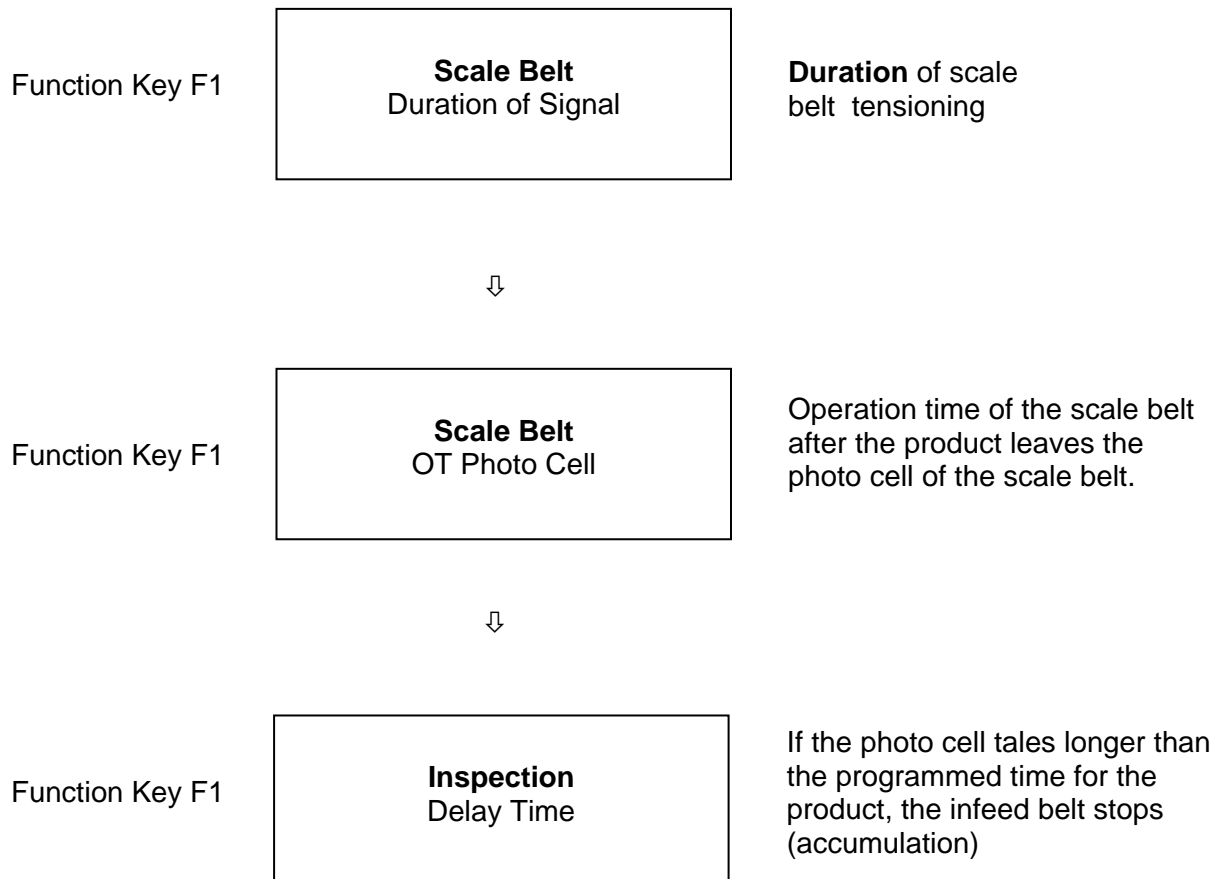 Function Key F1
Scale Belt
Duration of Signal
Duration of scale
belt tensioning
⇩
Function Key F1
Scale Belt
OT Photo Cell
Operation time of the scale belt
after the product leaves the
photo cell of the scale belt.
⇩
Function Key F1
Inspection
Delay Time
If the photo cell tales longer than
the programmed time for the
product, the infeed belt stops
(accumulation)